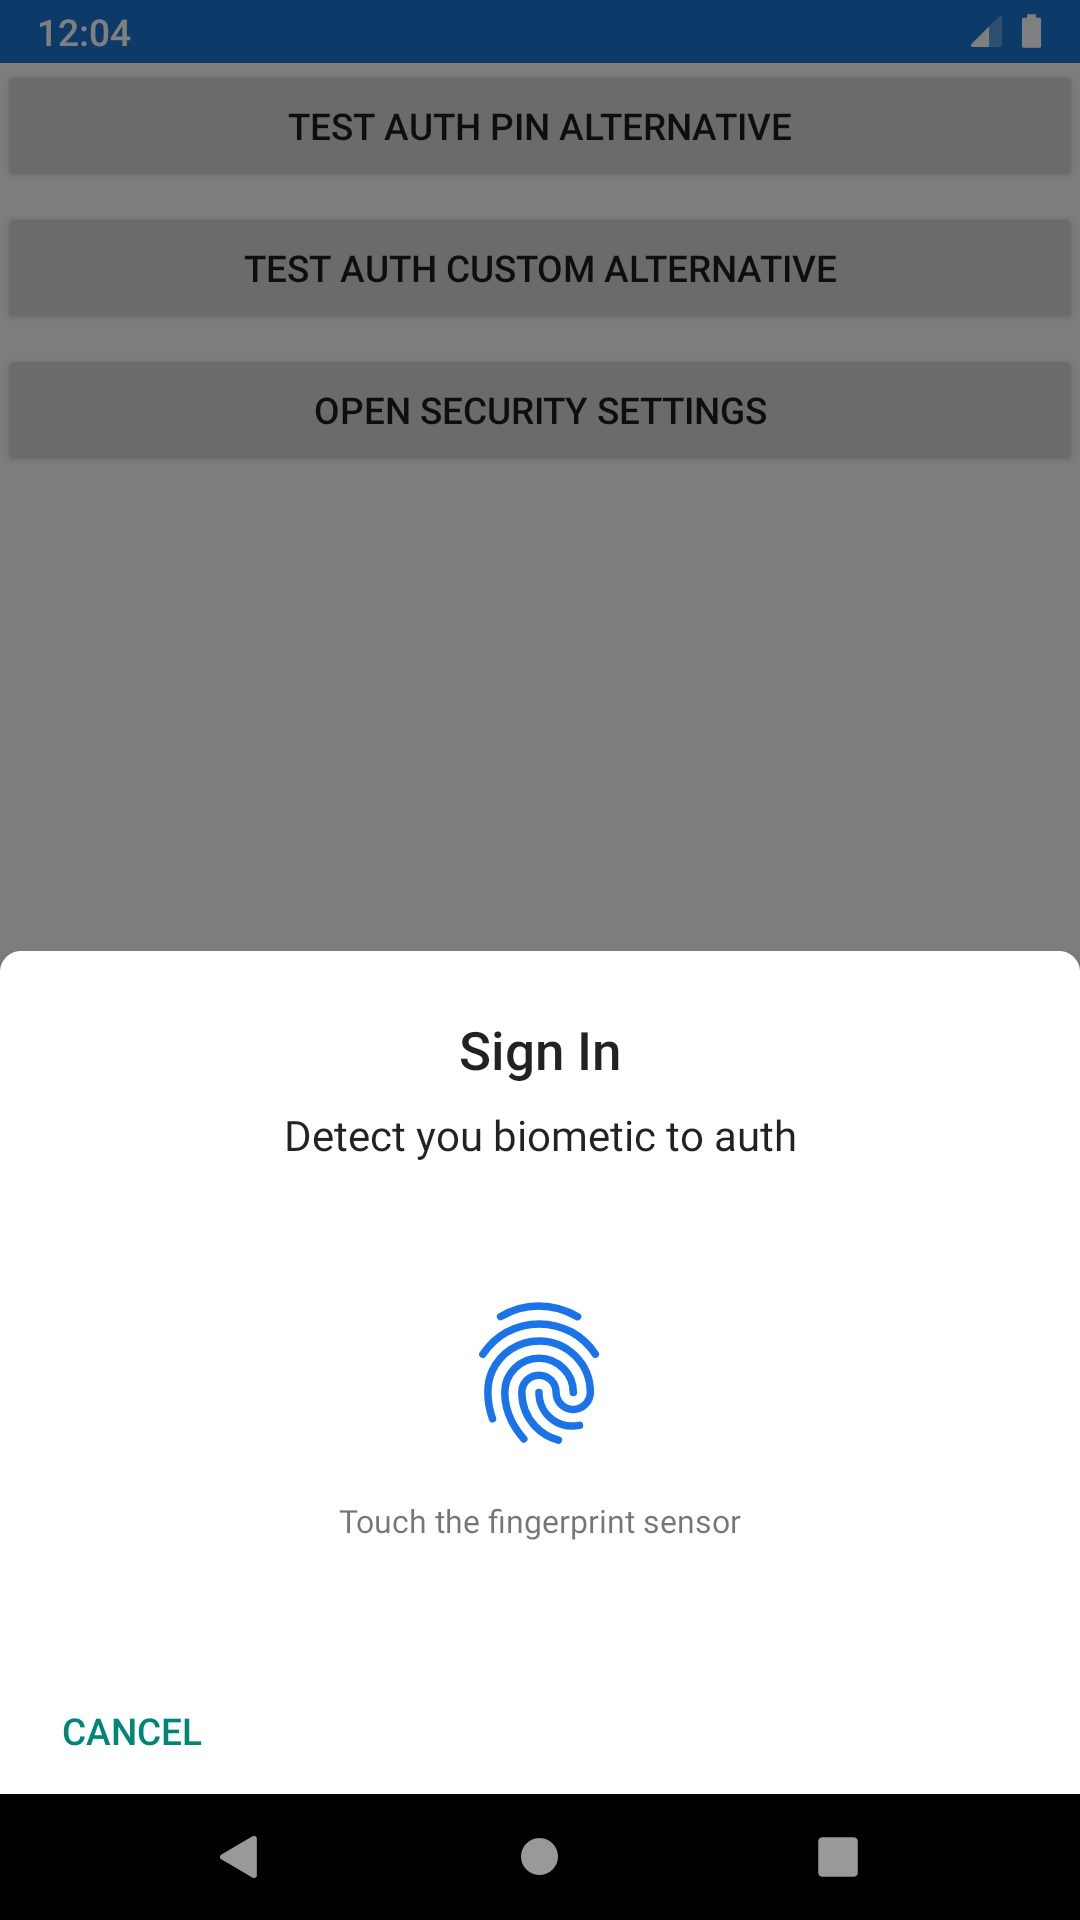 12:04
TEST AUTH PIN ALTERNATIVE
TEST AUTH CUSTOM ALTERNATIVE
OPEN SECURITY SETTINGS
Sign In
Detect you biometic to auth
Touch the fingerprint sensor
CANCEL